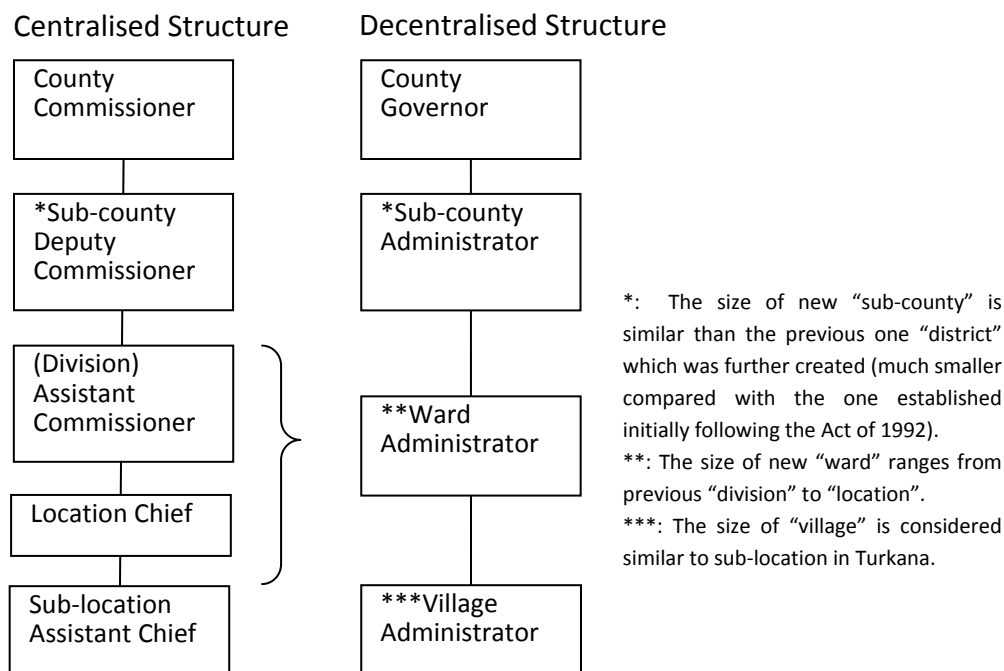 Centralised Structure
County
Commissioner
*Sub-county
Deputy
Commissioner
(Division)
Assistant
Commissioner
Location Chief
Sub-location
Assistant Chief
Decentralised Structure
County
Governor
*Sub-county
Administrator
**Ward
Administrator
***Village
Administrator
*: The size of new “sub-county” is
similar than the previous one “district”
which was further created (much smaller
compared with the one established
initially following the Act of 1992).
**: The size of new “ward” ranges from
previous “division” to “location”.
***: The size of “village” is considered
similar to sub-location in Turkana.